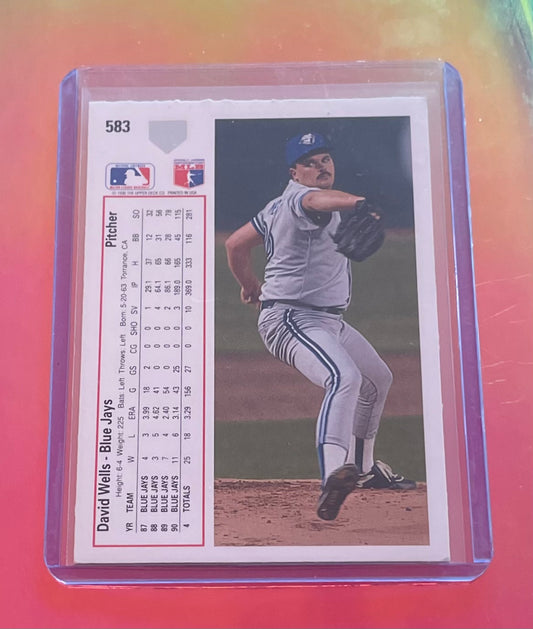 583
MLB
© 1990 THE UPPER DECK CO. PRINTED IN USA
David Wells - Blue Jays Pitcher
Height: 6-4 Weight: 225 Bats: Left Throws: Left Born: 5-20-63 Torrance, CA
YR TEAM W L ERA G GS CG SHO SV IP H BB SO
87 BLUE JAYS 4 3 3.99 18 2 0 0 1 29.1 37 12 32
88 BLUE JAYS 3 5 4.62 41 0 0 0 4 64.1 65 31 56
89 BLUE JAYS 7 4 2.40 54 0 0 0 2 86.1 66 28 78
90 BLUE JAYS 11 6 3.14 43 25 0 0 3 189.0 165 45 115
4 TOTALS 25 18 3.29 156 27 0 0 10 369.0 333 116 281